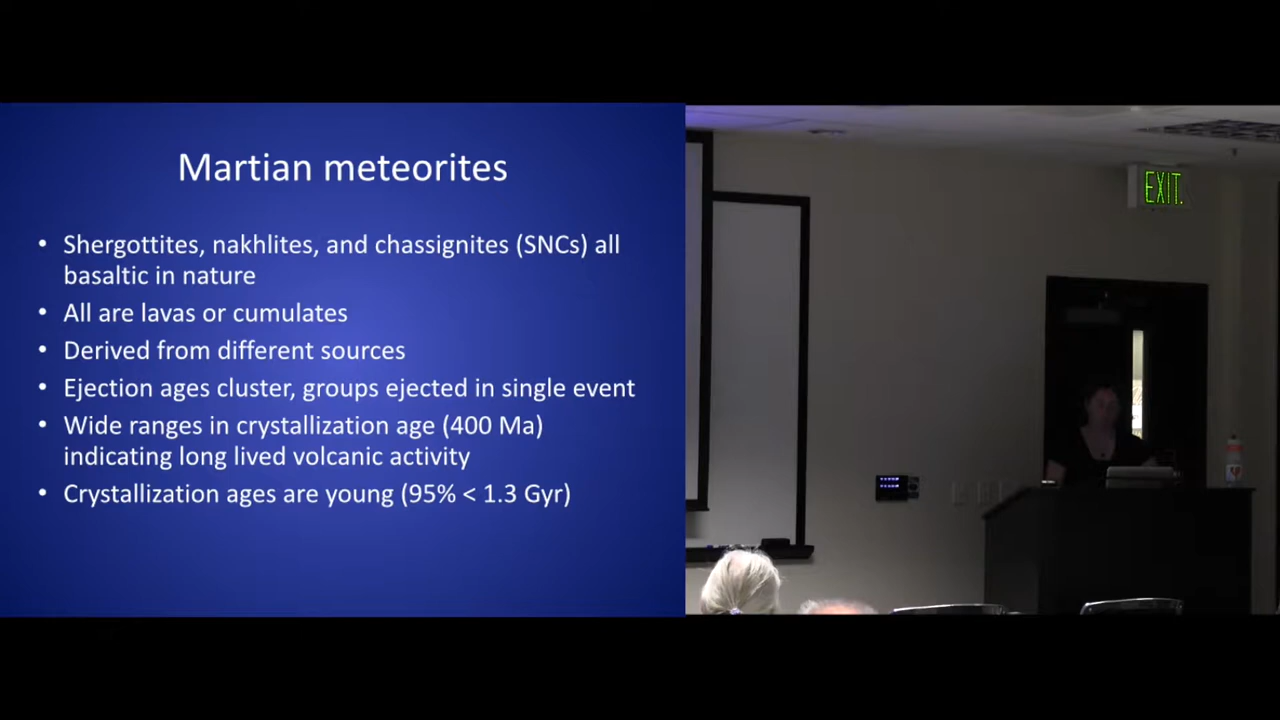 Martian meteorites
• Shergottites, nakhlites, and chassignites (SNCs) all
basaltic in nature
• All are lavas or cumulates
• Derived from different sources
• Ejection ages cluster, groups ejected in single event
• Wide ranges in crystallization age (400 Ma)
indicating long lived volcanic activity
• Crystallization ages are young (95% < 1.3 Gyr)
EXIT